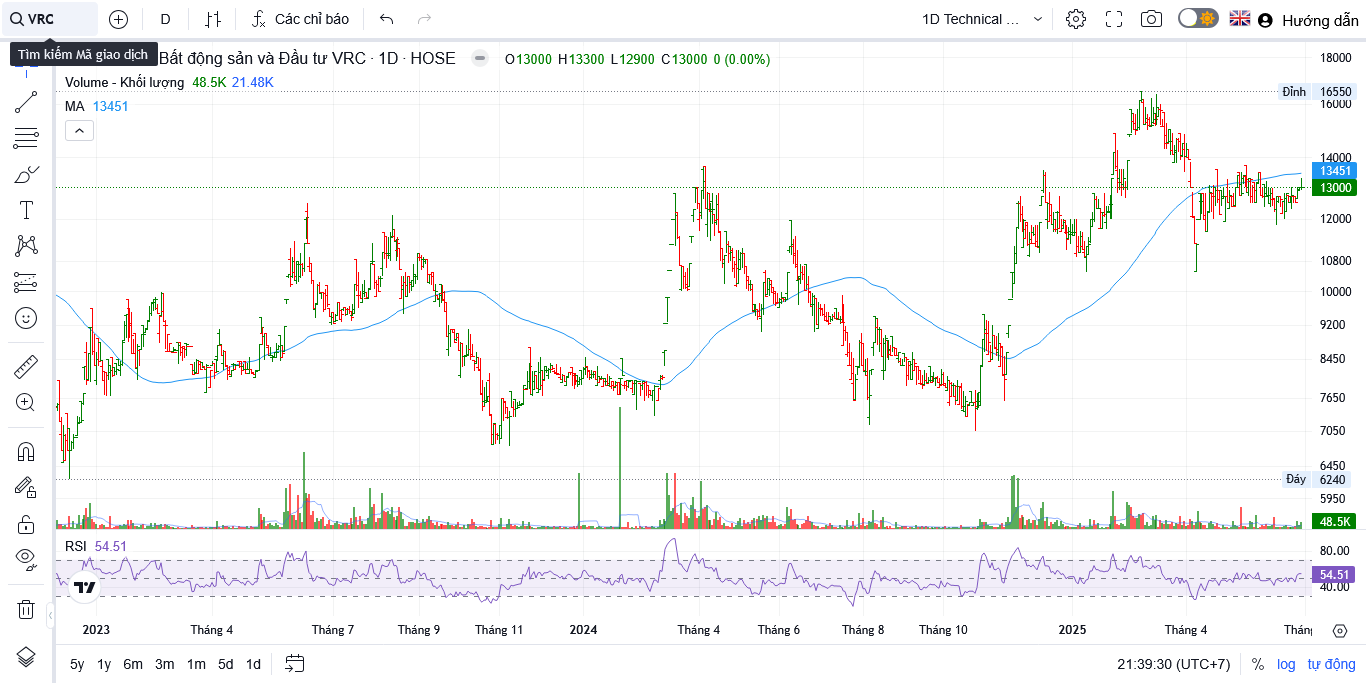 VRC D Các chỉ báo 1D Technical ... Hướng dẫn
Tìm kiếm Mã giao dịch
Bất động sản và Đầu tư VRC · 1D · HOSE O13000 H13300 L12900 C13000 0 (0.00%)
Volume - Khối lượng 48.5K 21.48K
MA 13451
18000
Đỉnh 16550
16000
14000
13451
13000
12000
10800
10000
9200
8450
7650
7050
6450
Đáy 6240
5950
48.5K
RSI 54.51
80.00
54.51
40.00
2023 Tháng 4 Tháng 7 Tháng 9 Tháng 11 2024 Tháng 4 Tháng 6 Tháng 8 Tháng 10 2025 Tháng 4 Thán
5y 1y 6m 3m 1m 5d 1d 21:39:30 (UTC+7) % log tự động